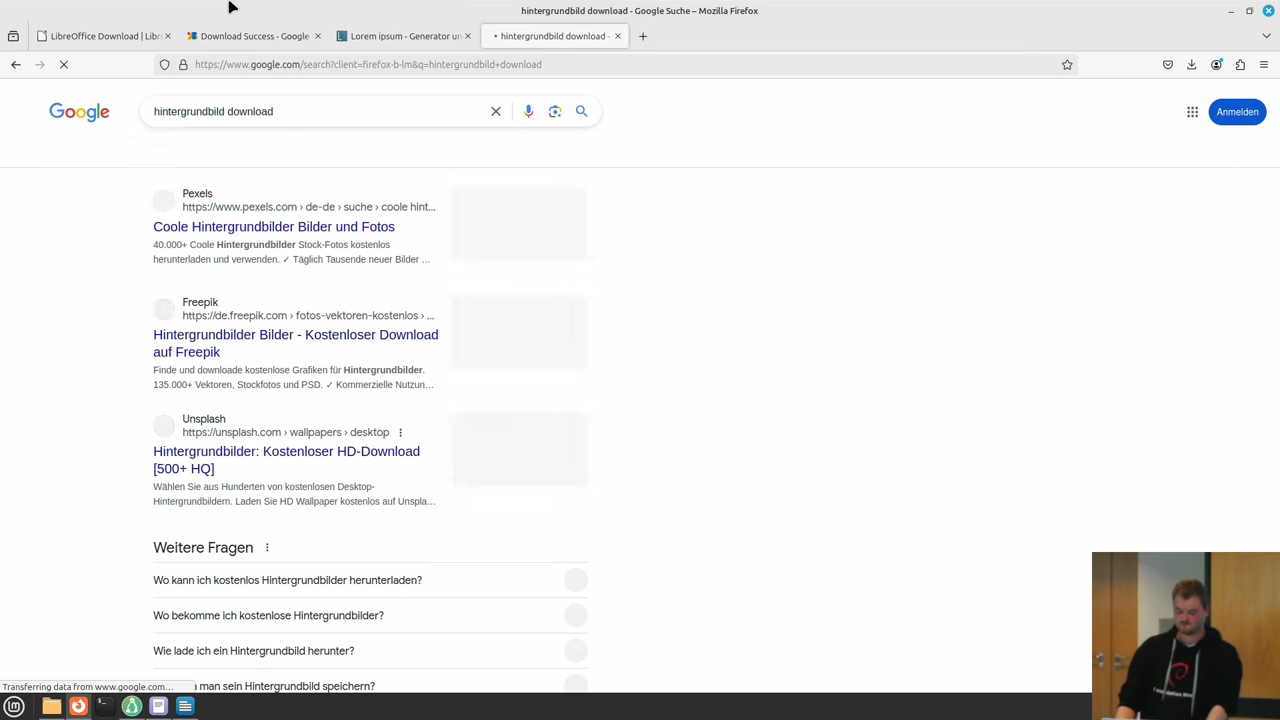 hintergrundbild download - Google Suche – Mozilla Firefox
LibreOffice Download | Libr
Download Success - Google
Lorem ipsum - Generator un
hintergrundbild download -
https://www.google.com/search?client=firefox-b-lm&q=hintergrundbild+download
Google
hintergrundbild download
Anmelden
Pexels
https://www.pexels.com › de-de › suche › coole hint...
Coole Hintergrundbilder Bilder und Fotos
40.000+ Coole Hintergrundbilder Stock-Fotos kostenlos
herunterladen und verwenden. ✓ Täglich Tausende neuer Bilder ...
Freepik
https://de.freepik.com › fotos-vektoren-kostenlos › ...
Hintergrundbilder Bilder - Kostenloser Download
auf Freepik
Finde und downloade kostenlose Grafiken für Hintergrundbilder.
135.000+ Vektoren, Stockfotos und PSD. ✓ Kommerzielle Nutzun...
Unsplash
https://unsplash.com › wallpapers › desktop
Hintergrundbilder: Kostenloser HD-Download
[500+ HQ]
Wählen Sie aus Hunderten von kostenlosen Desktop-
Hintergrundbildern. Laden Sie HD Wallpaper kostenlos auf Unspla...
Weitere Fragen
Wo kann ich kostenlos Hintergrundbilder herunterladen?
Wo bekomme ich kostenlose Hintergrundbilder?
Wie lade ich ein Hintergrundbild herunter?
man sein Hintergrundbild speichern?
Transferring data from www.google.com…